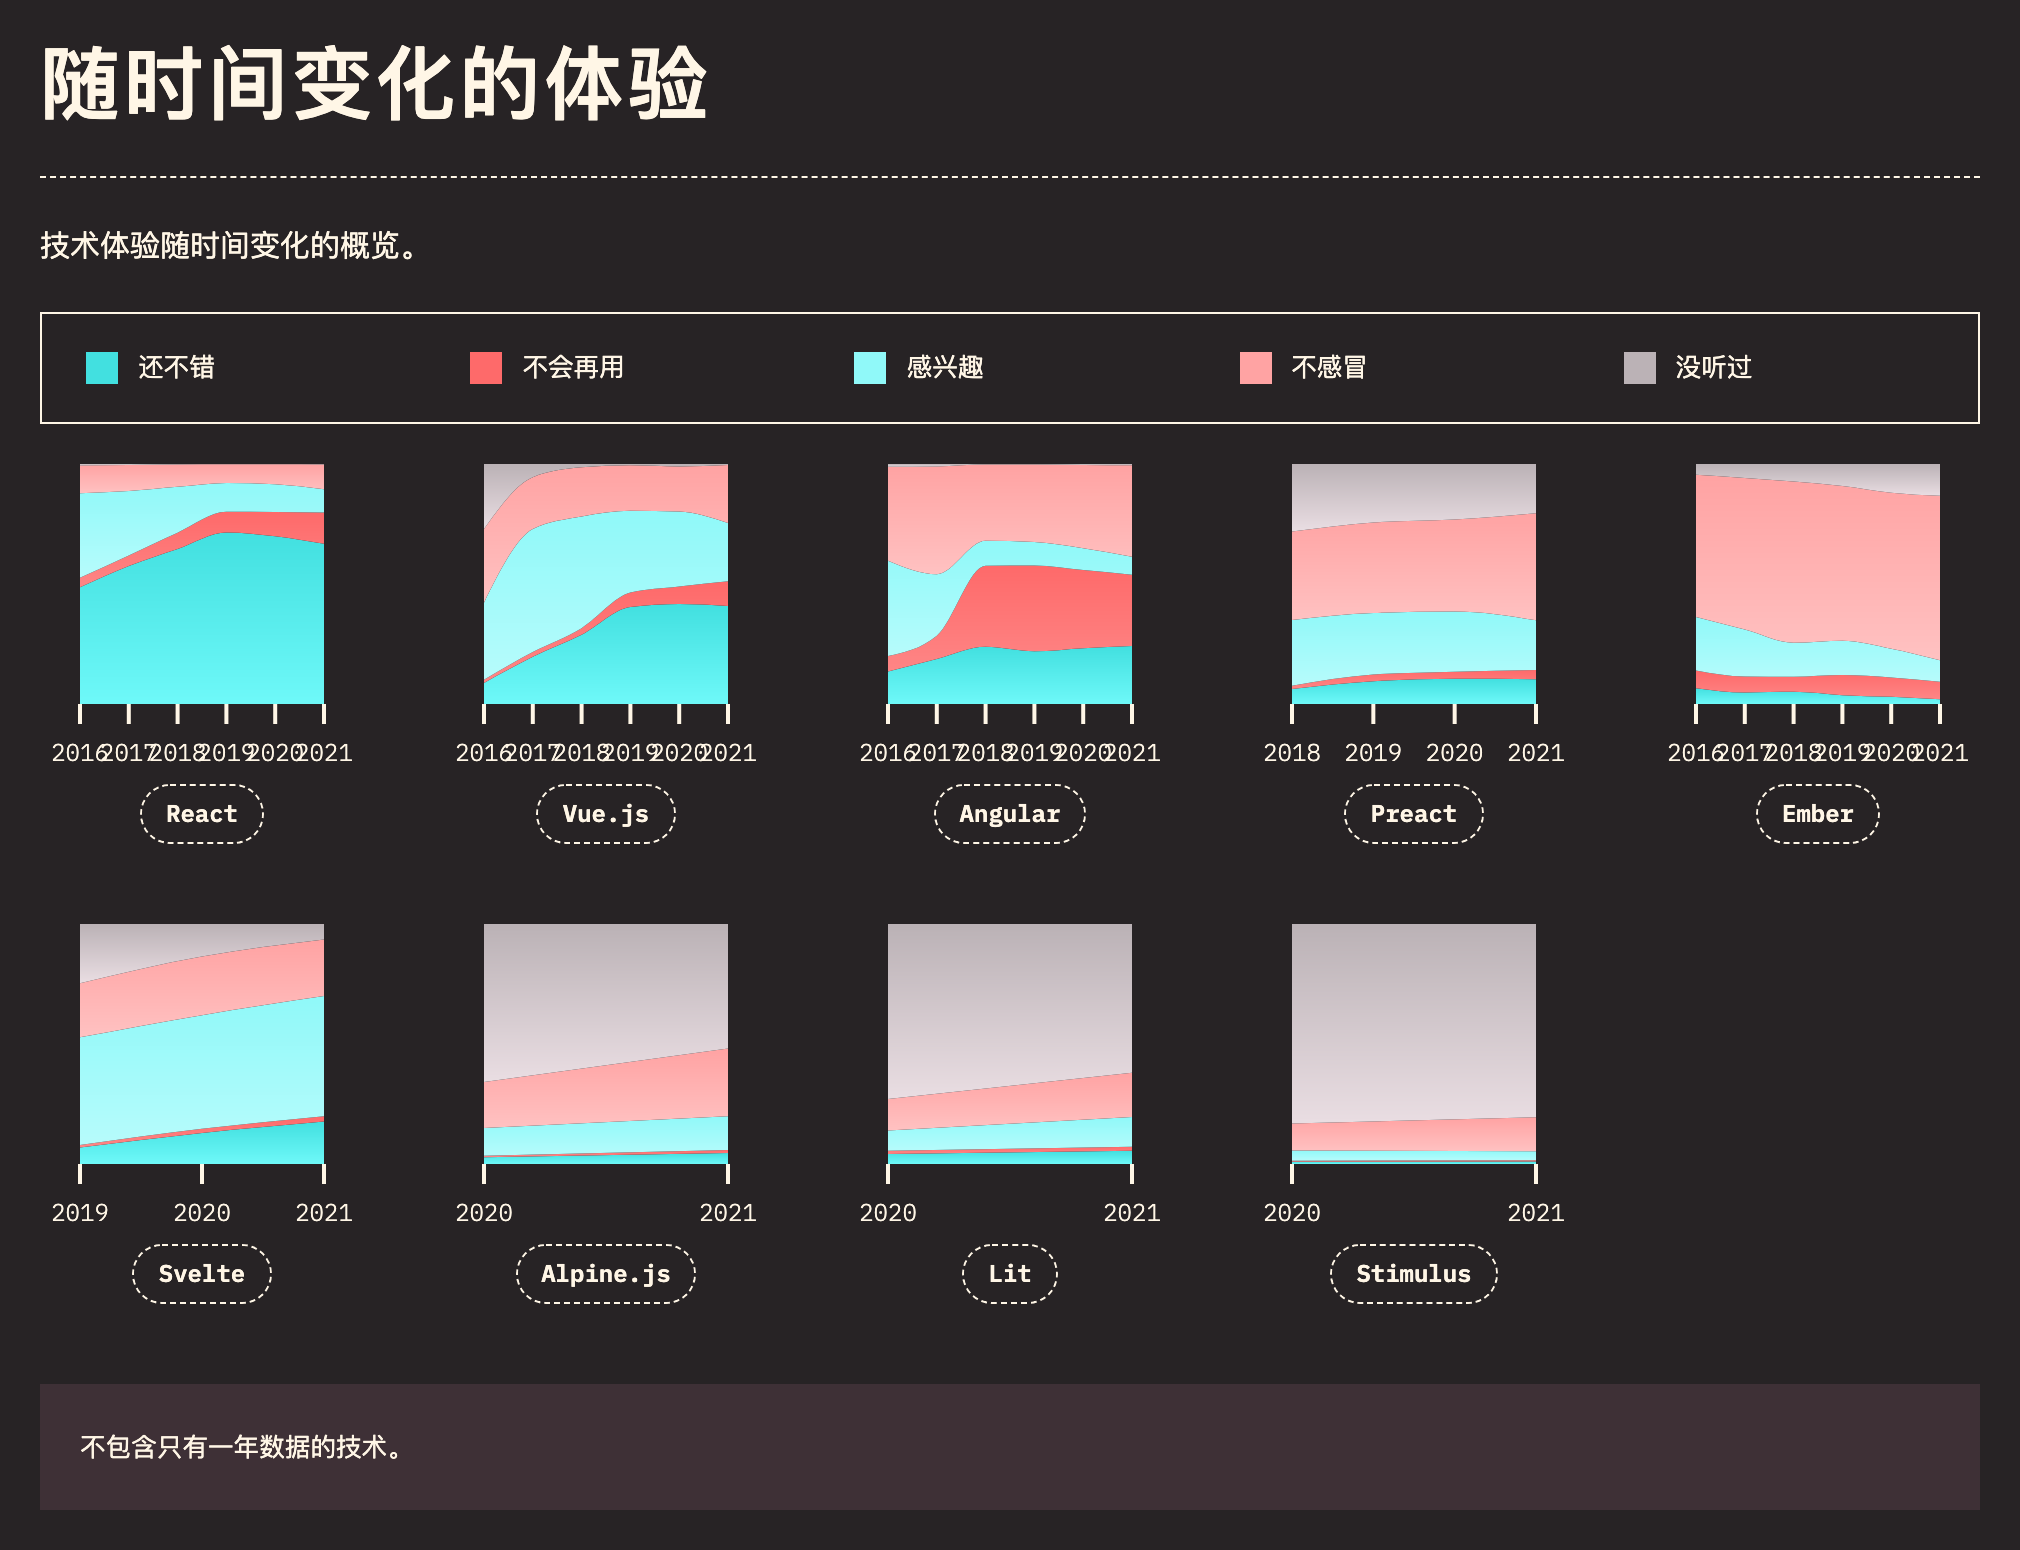 随时间变化的体验
技术体验随时间变化的概览。
还不错 不会再用 感兴趣 不感冒 没听过
2016 2017 2018 2019 2020 2021 2016 2017 2018 2019 2020 2021 2016 2017 2018 2019 2020 2021 2018 2019 2020 2021 2016 2017 2018 2019 2020 2021
React Vue.js Angular Preact Ember
2019 2020 2021 2020 2021 2020 2021 2020 2021
Svelte Alpine.js Lit Stimulus
不包含只有一年数据的技术。